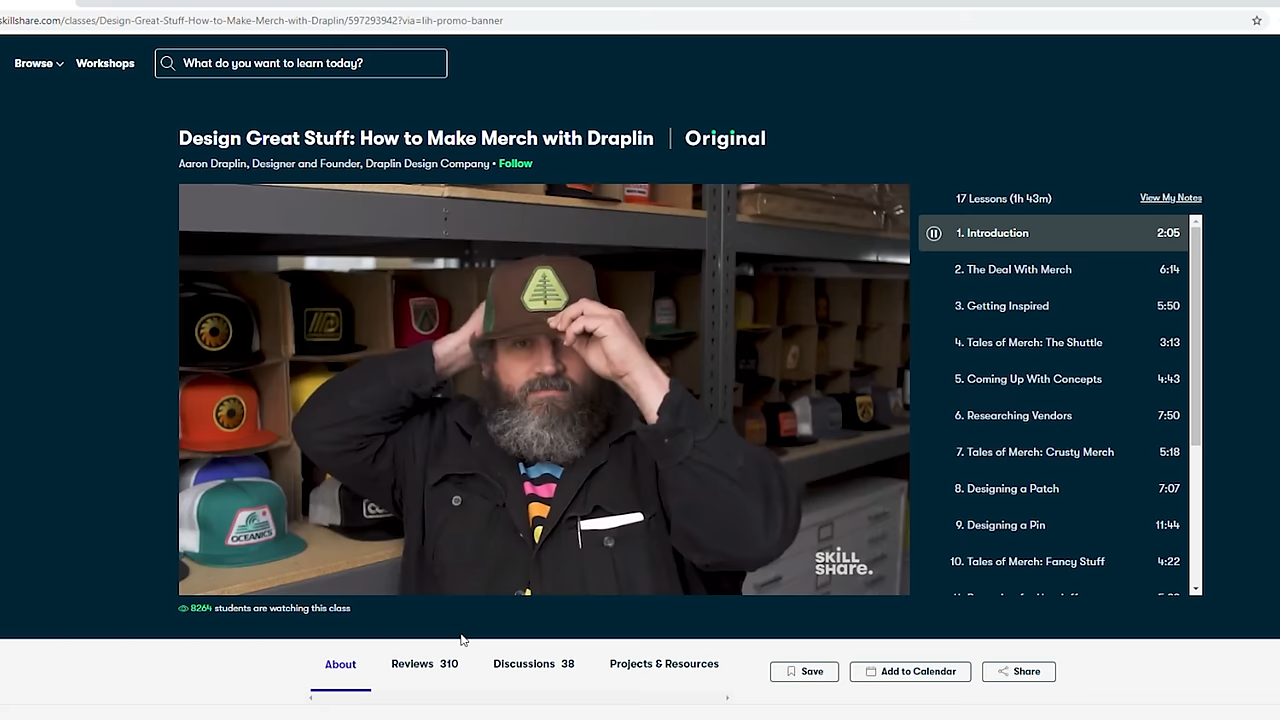 skillshare.com/classes/Design-Great-Stuff-How-to-Make-Merch-with-Draplin/597293942?via=lih-promo-banner
Browse Workshops What do you want to learn today?
Design Great Stuff: How to Make Merch with Draplin | Original
Aaron Draplin, Designer and Founder, Draplin Design Company • Follow
17 Lessons (1h 43m) View My Notes
1. Introduction 2:05
2. The Deal With Merch 6:14
3. Getting Inspired 5:50
4. Tales of Merch: The Shuttle 3:13
5. Coming Up With Concepts 4:43
6. Researching Vendors 7:50
7. Tales of Merch: Crusty Merch 5:18
8. Designing a Patch 7:07
9. Designing a Pin 11:44
10. Tales of Merch: Fancy Stuff 4:22
OCEANICS
SKILL
SHARE.
8264 students are watching this class
About Reviews 310 Discussions 38 Projects & Resources Save Add to Calendar Share